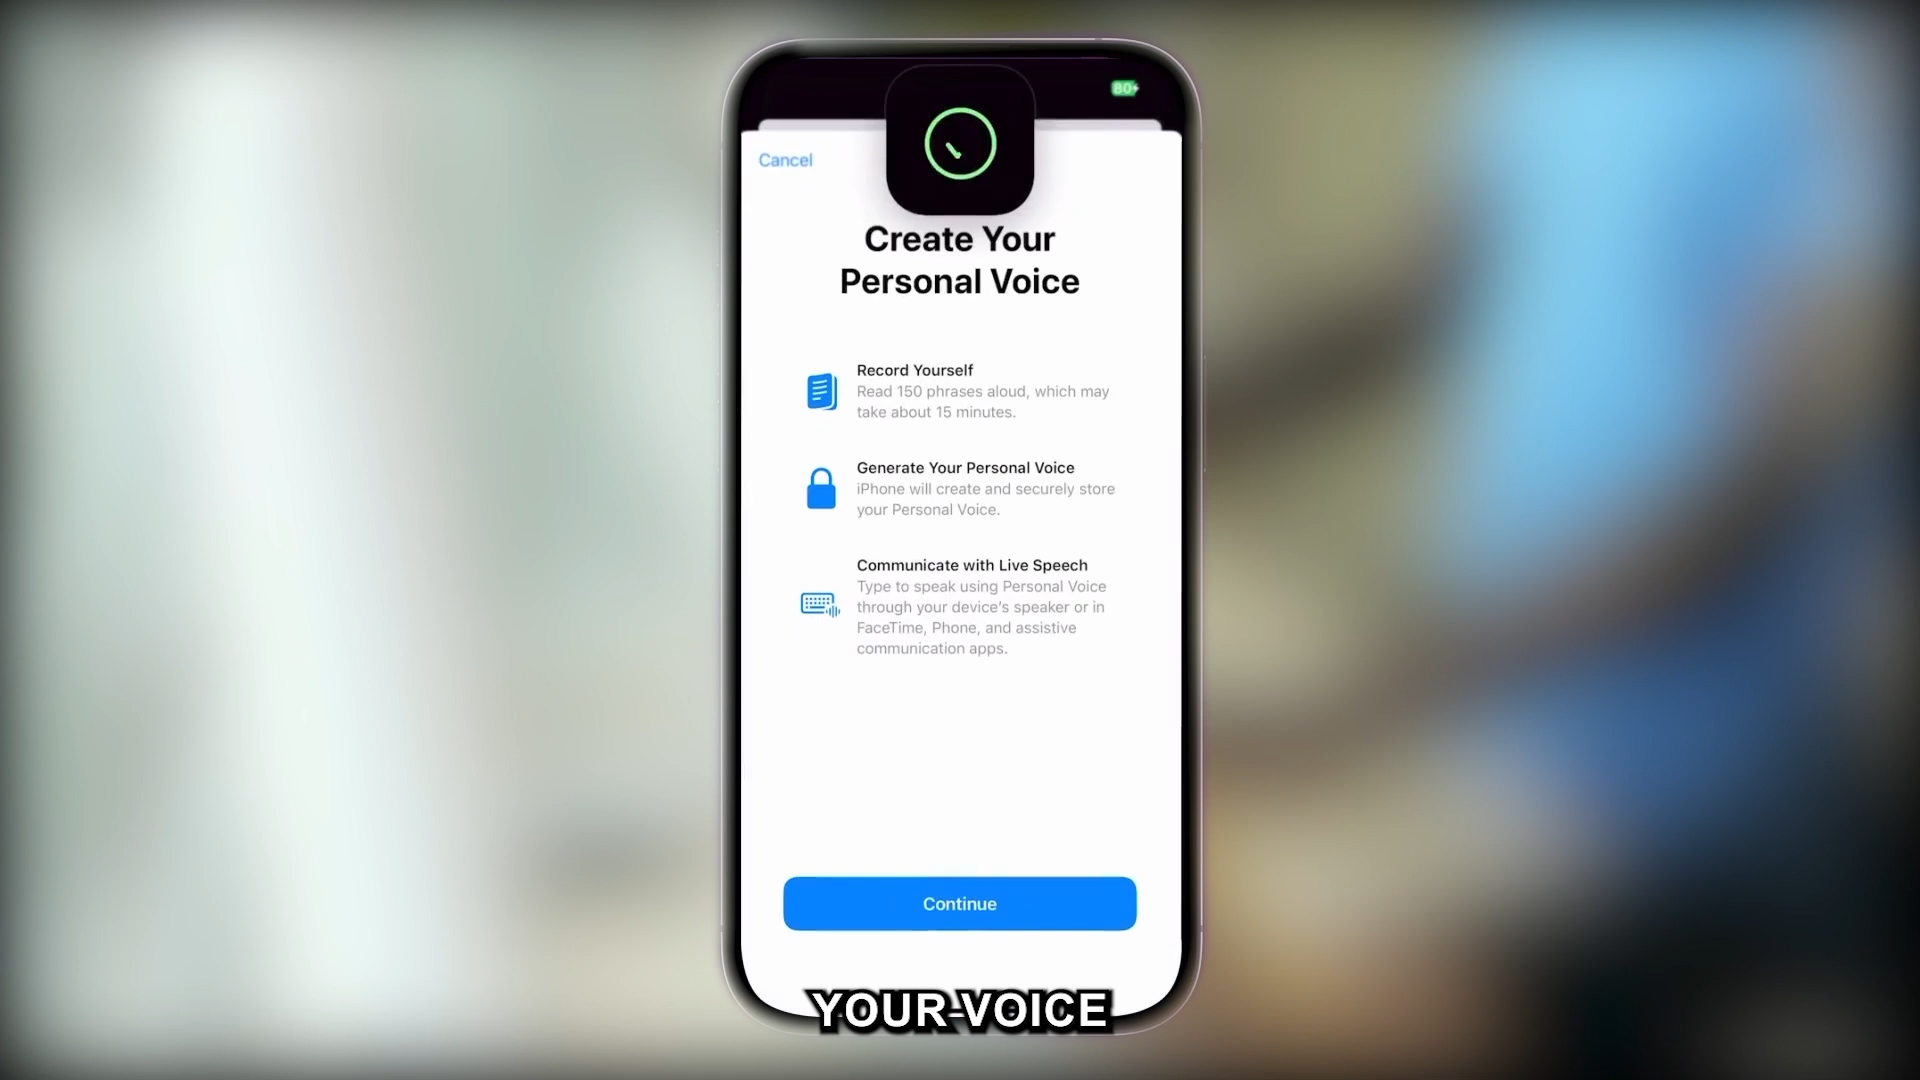 80
Cancel
Create Your
Personal Voice
Record Yourself
Read 150 phrases aloud, which may
take about 15 minutes.
Generate Your Personal Voice
iPhone will create and securely store
your Personal Voice.
Communicate with Live Speech
Type to speak using Personal Voice
through your device's speaker or in
FaceTime, Phone, and assistive
communication apps.
Continue
YOUR VOICE